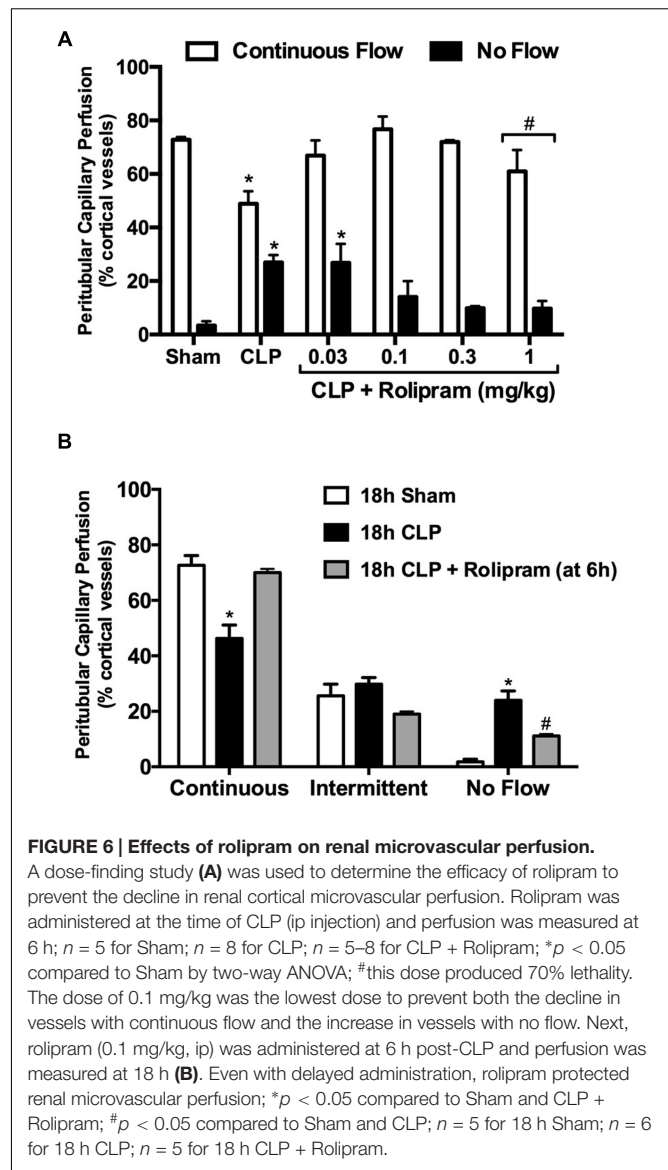 A
Continuous Flow No Flow
Peritubular Capillary Perfusion
(% cortical vessels)
100
80
60
40
20
0
*
*
*
#
Sham CLP 0.03 0.1 0.3 1
CLP + Rolipram (mg/kg)
B
Peritubular Capillary Perfusion
(% cortical vessels)
100
80
60
40
20
0
18h Sham
18h CLP
18h CLP + Rolipram (at 6h)
*
*
#
Continuous Intermittent No Flow
FIGURE 6 | Effects of rolipram on renal microvascular perfusion.
A dose-finding study (A) was used to determine the efficacy of rolipram to
prevent the decline in renal cortical microvascular perfusion. Rolipram was
administered at the time of CLP (ip injection) and perfusion was measured at
6 h; n = 5 for Sham; n = 8 for CLP; n = 5–8 for CLP + Rolipram; *p < 0.05
compared to Sham by two-way ANOVA; #this dose produced 70% lethality.
The dose of 0.1 mg/kg was the lowest dose to prevent both the decline in
vessels with continuous flow and the increase in vessels with no flow. Next,
rolipram (0.1 mg/kg, ip) was administered at 6 h post-CLP and perfusion was
measured at 18 h (B). Even with delayed administration, rolipram protected
renal microvascular perfusion; *p < 0.05 compared to Sham and CLP +
Rolipram; #p < 0.05 compared to Sham and CLP; n = 5 for 18 h Sham; n = 6
for 18 h CLP; n = 5 for 18 h CLP + Rolipram.